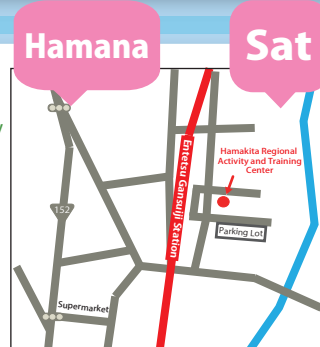 Hamana
Sat
Hamakita Regional
Activity and Training
Center
Entetsu Gansuiji Station
152
Parking Lot
Supermarket